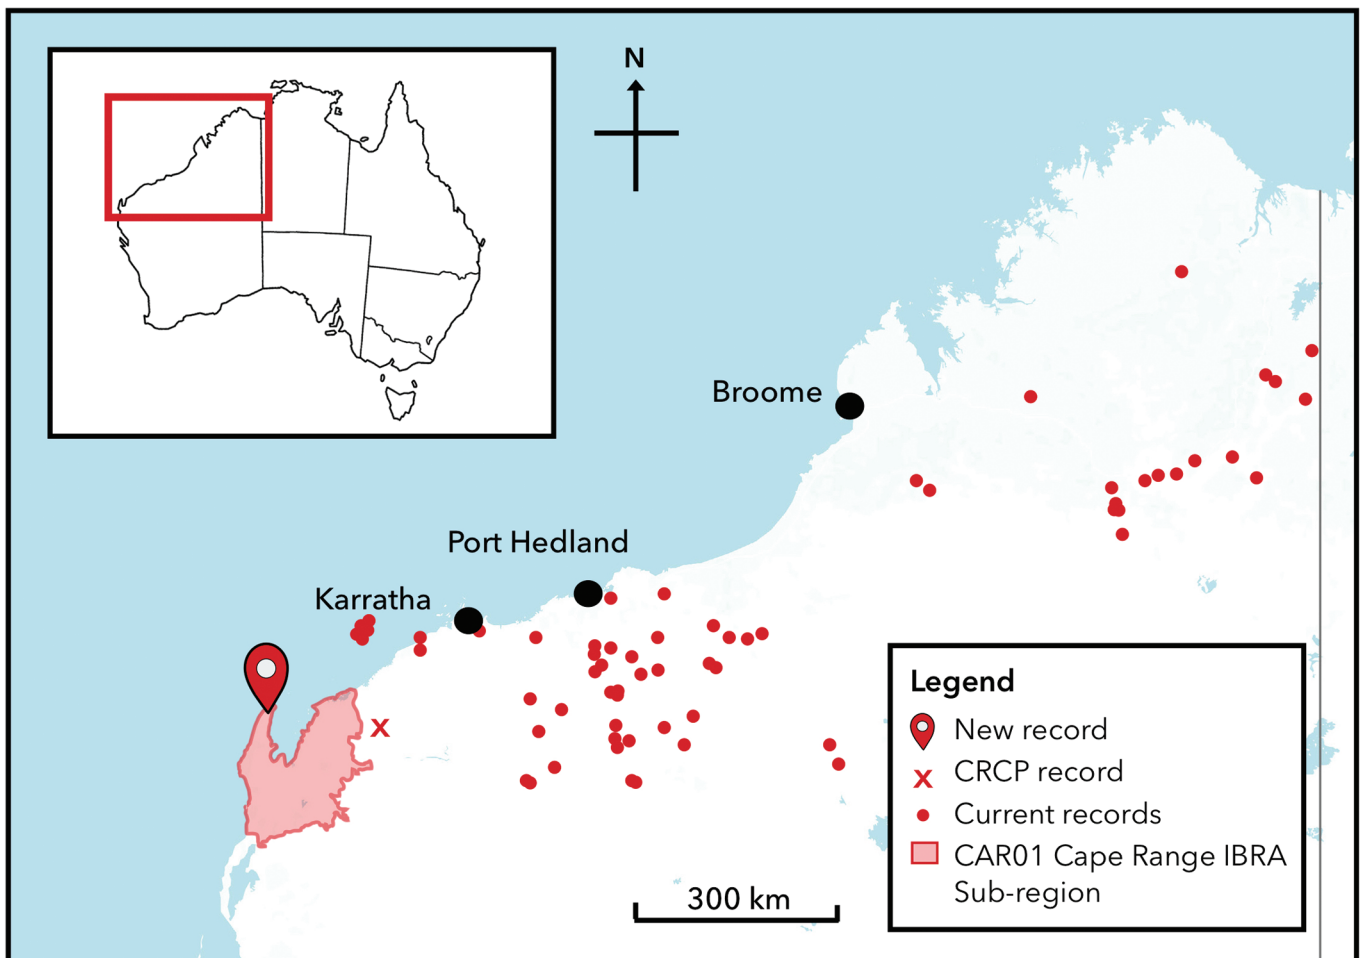 N
Broome
Port Hedland
Karratha
x
Legend
New record
x CRCP record
Current records
CAR01 Cape Range IBRA
Sub-region
300 km